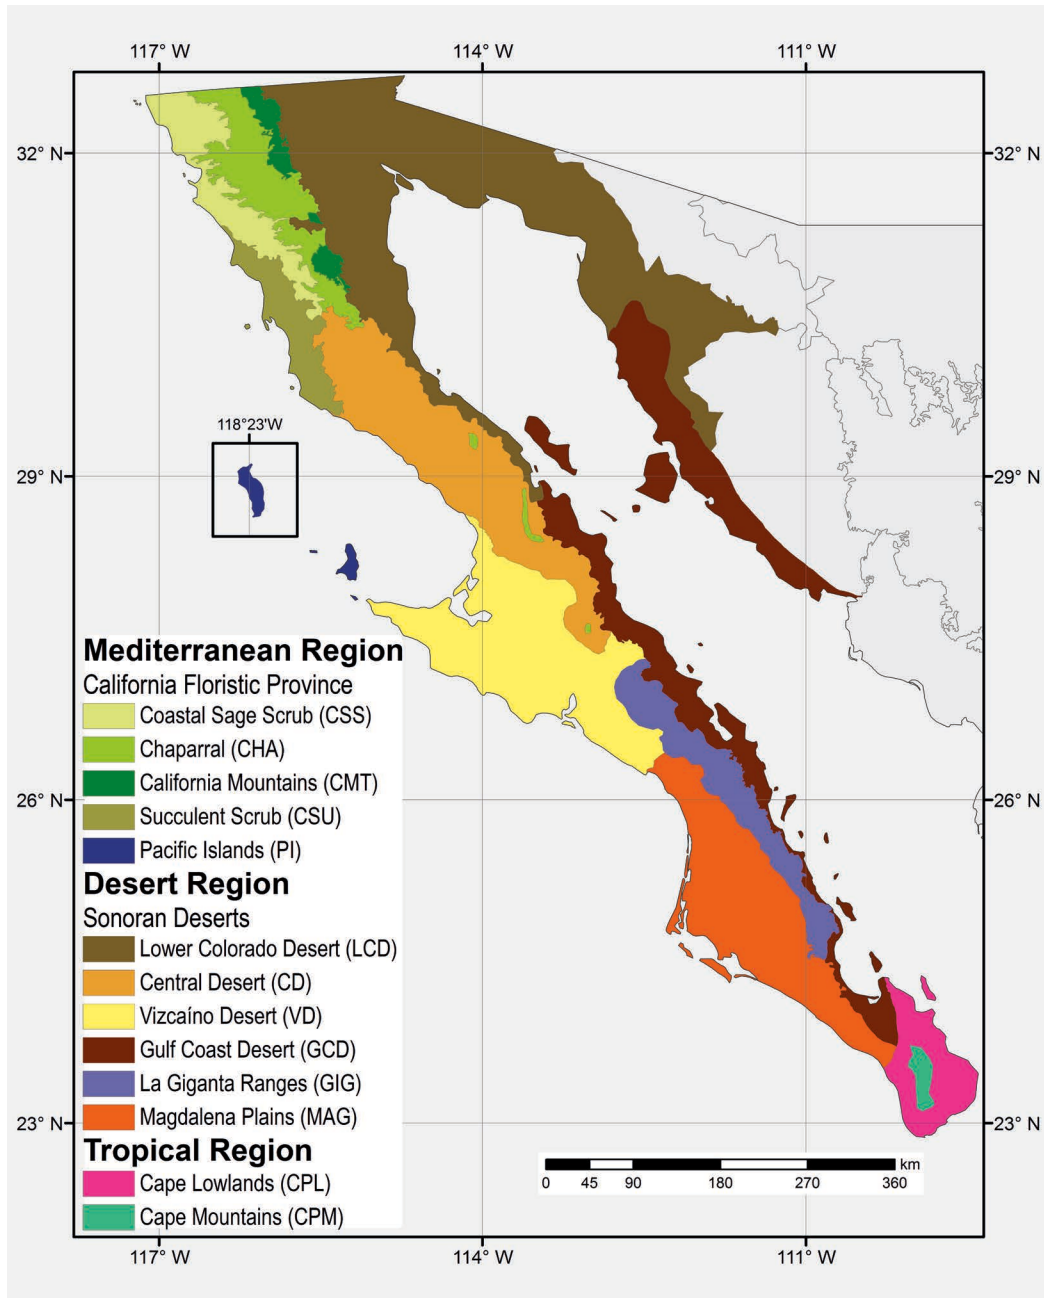 117° W 114° W 111° W
32° N 32° N
118°23'W
29° N 29° N
Mediterranean Region
California Floristic Province
Coastal Sage Scrub (CSS)
Chaparral (CHA)
California Mountains (CMT)
26° N 26° N
Succulent Scrub (CSU)
Pacific Islands (PI)
Desert Region
Sonoran Deserts
Lower Colorado Desert (LCD)
Central Desert (CD)
Vizcaíno Desert (VD)
Gulf Coast Desert (GCD)
La Giganta Ranges (GIG)
Magdalena Plains (MAG)
23° N 23° N
Tropical Region
Cape Lowlands (CPL)
Cape Mountains (CPM)
km
0 45 90 180 270 360
117° W 114° W 111° W